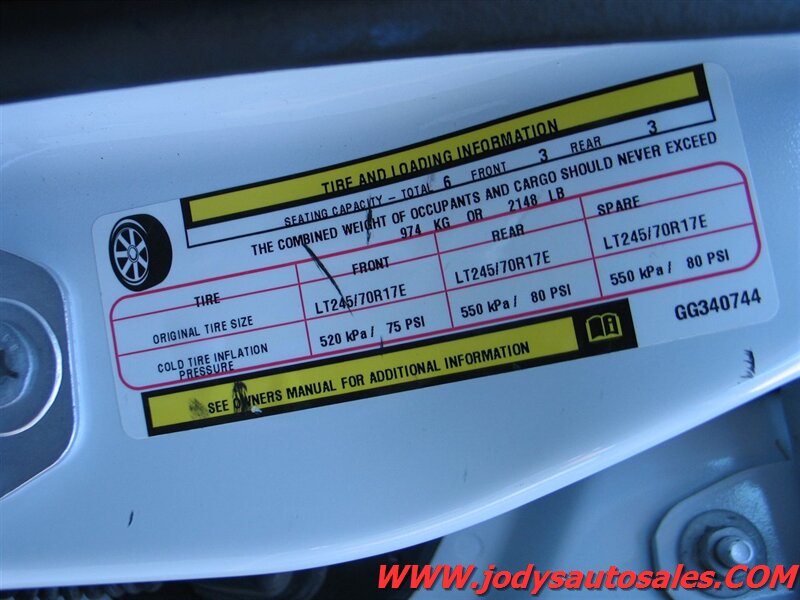 TIRE AND LOADING INFORMATION
SEATING CAPACITY - TOTAL 6 FRONT 3 REAR 3
THE COMBINED WEIGHT OF OCCUPANTS AND CARGO SHOULD NEVER EXCEED
974 KG OR 2148 LB
TIRE FRONT REAR SPARE
ORIGINAL TIRE SIZE LT245/70R17E LT245/70R17E LT245/70R17E
COLD TIRE INFLATION PRESSURE 520 kPa/ 75 PSI 550 kPa/ 80 PSI 550 kPa/ 80 PSI
SEE OWNERS MANUAL FOR ADDITIONAL INFORMATION
GG340744
WWW.jodysautosales.COM